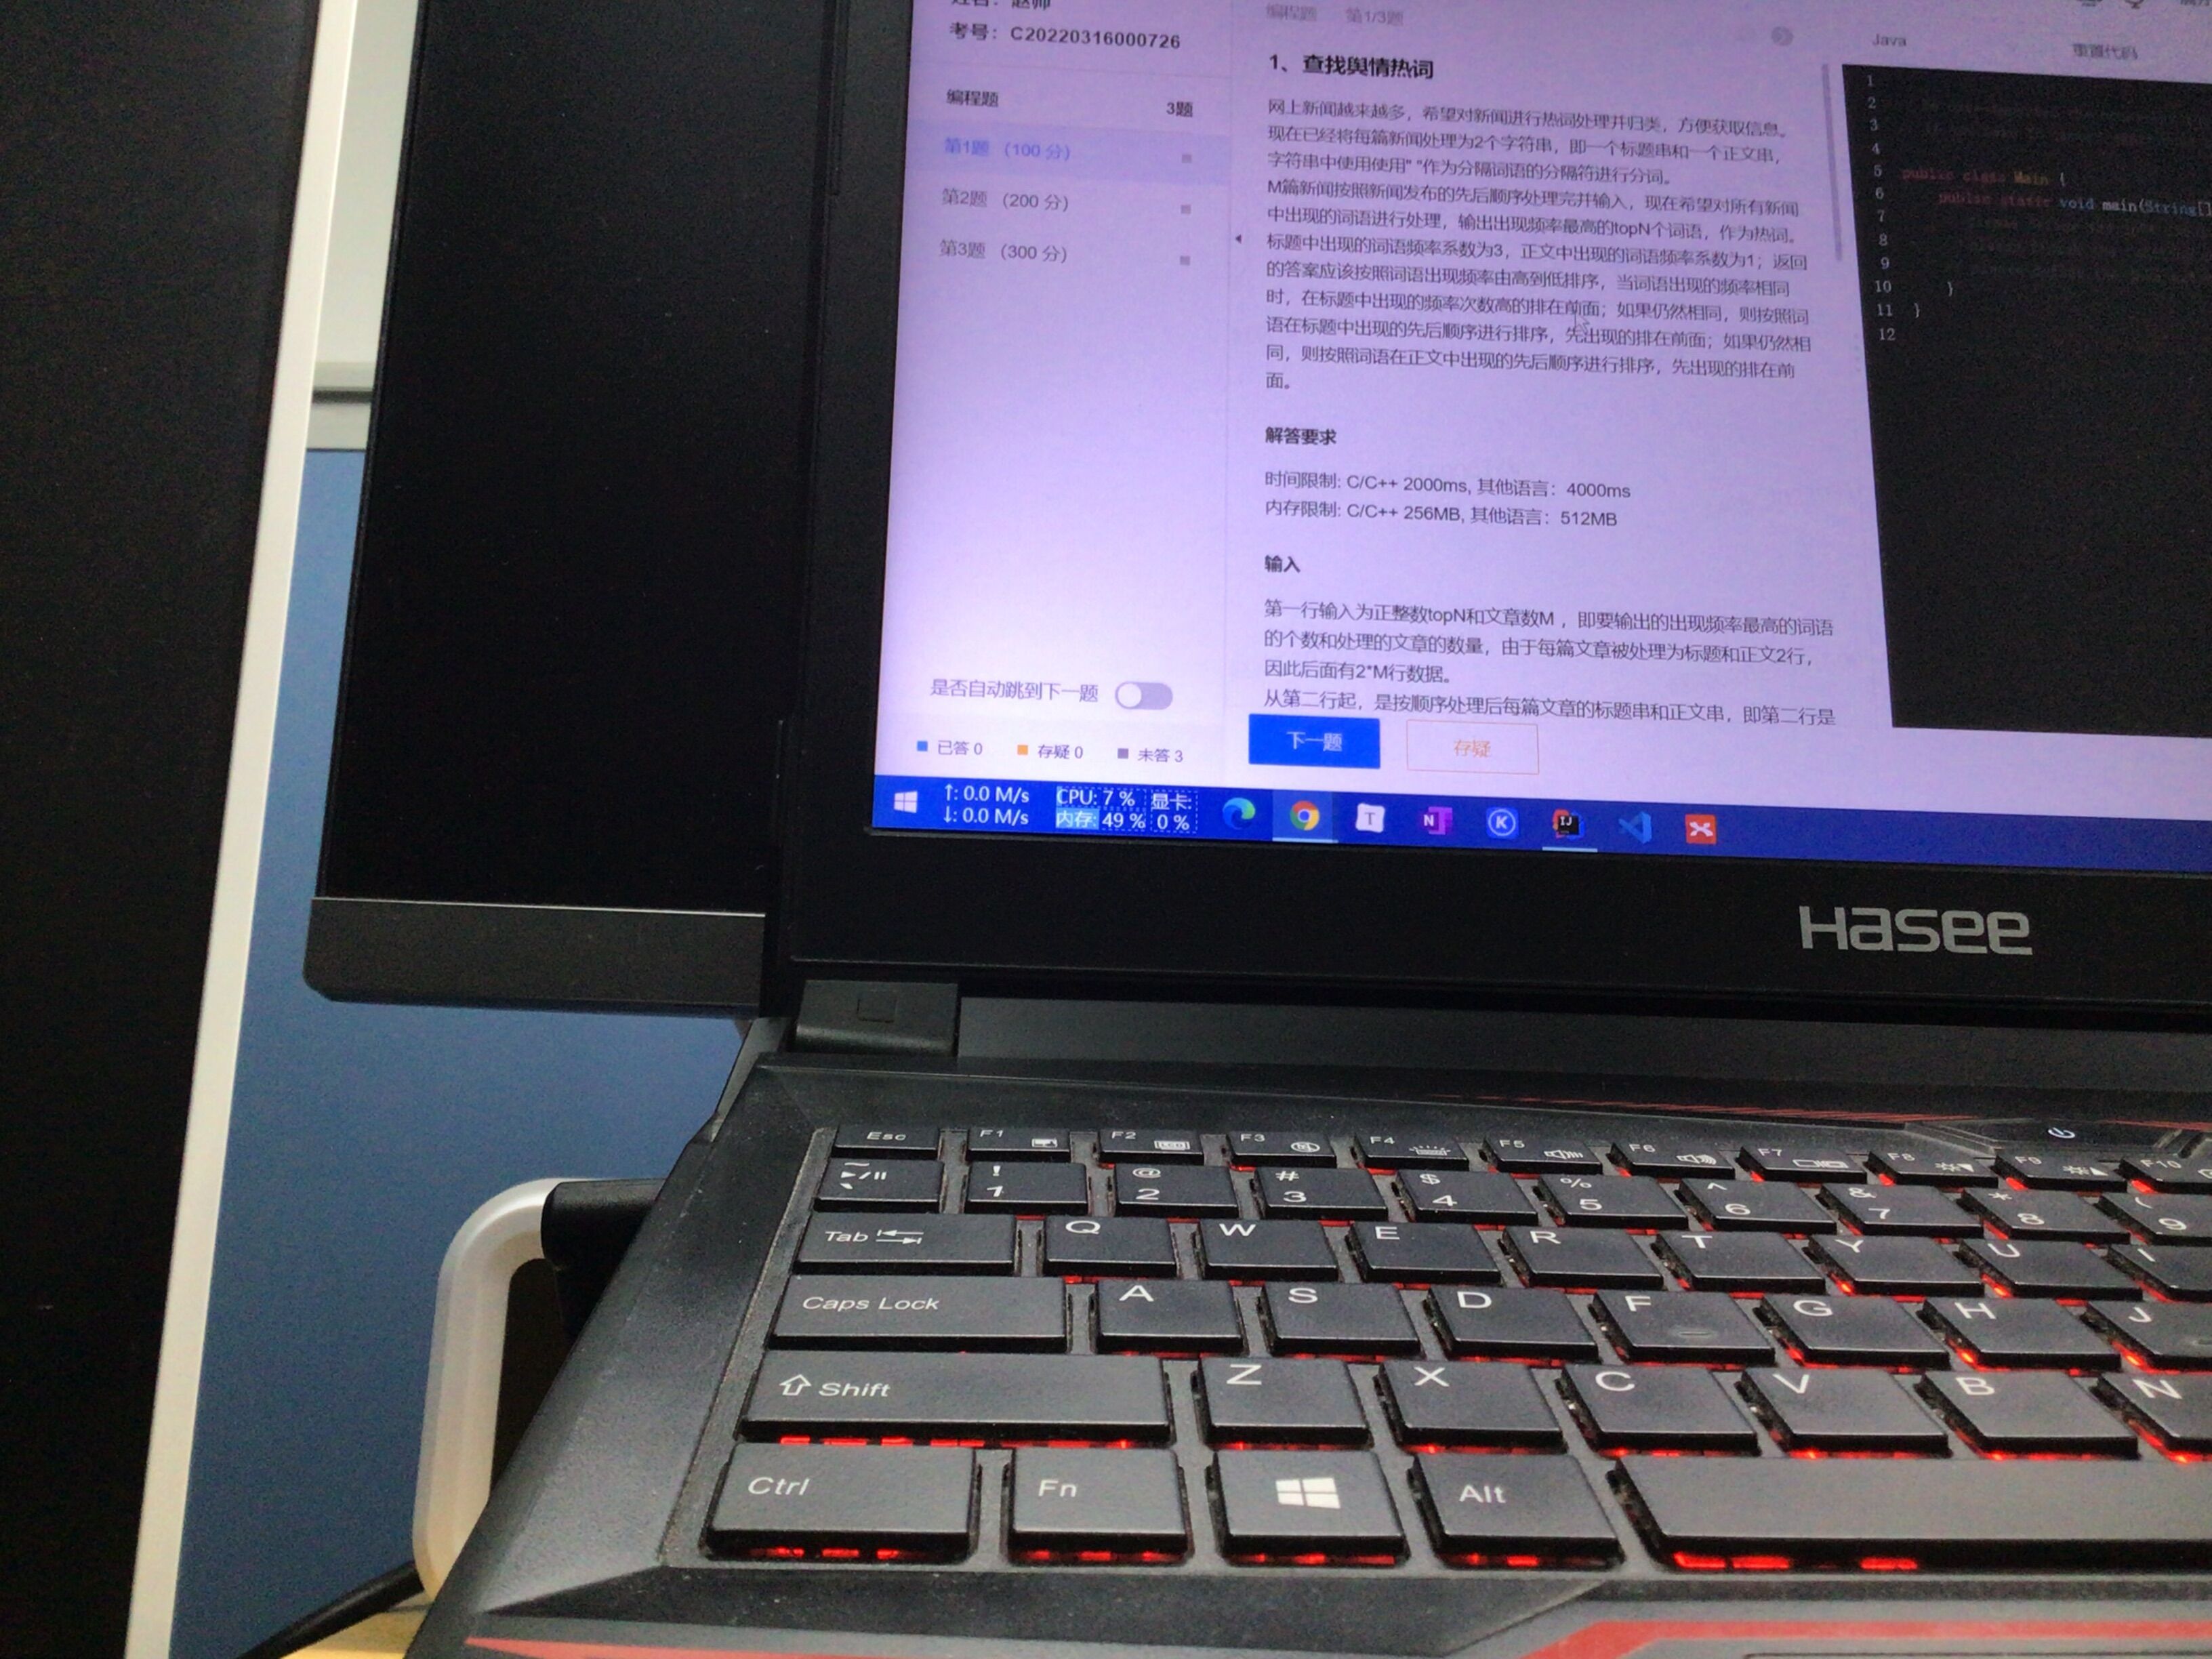 考号：C20220316000726
编程题 3题
第1题 （100 分）
第2题 （200 分）
第3题 （300 分）
是否自动跳到下一题
已答 0 存疑 0 未答 3
编程题 第1/3题
1、查找舆情热词
网上新闻越来越多，希望对新闻进行热词处理并归类，方便获取信息。
现在已经将每篇新闻处理为2个字符串，即一个标题串和一个正文串，
字符串中使用使用" "作为分隔词语的分隔符进行分词。
M篇新闻按照新闻发布的先后顺序处理完并输入，现在希望对所有新闻
中出现的词语进行处理，输出出现频率最高的topN个词语，作为热词。
标题中出现的词语频率系数为3，正文中出现的词语频率系数为1；返回
的答案应该按照词语出现频率由高到低排序，当词语出现的频率相同
时，在标题中出现的频率次数高的排在前面；如果仍然相同，则按照词
语在标题中出现的先后顺序进行排序，先出现的排在前面；如果仍然相
同，则按照词语在正文中出现的先后顺序进行排序，先出现的排在前
面。
解答要求
时间限制: C/C++ 2000ms, 其他语言：4000ms
内存限制: C/C++ 256MB, 其他语言：512MB
输入
第一行输入为正整数topN和文章数M ，即要输出的出现频率最高的词语
的个数和处理的文章的数量，由于每篇文章被处理为标题和正文2行，
因此后面有2*M行数据。
从第二行起，是按顺序处理后每篇文章的标题串和正文串，即第二行是
下一题 存疑
Java 重置代码
1
2
3
4
5 public class Main {
6 public static void main(String[]
7
8
9
10 }
11 }
12
↑: 0.0 M/s CPU: 7 % 显卡:
↓: 0.0 M/s 内存: 49 % 0 %
Hasee
Esc F1 F2 F3 F4 F5 F6 F7 F8 F9 F10
~ ! @ # $ % ^ & * (
` 1 2 3 4 5 6 7 8 9
Tab Q W E R T Y U I
Caps Lock A S D F G H J
Shift Z X C V B N
Ctrl Fn Alt